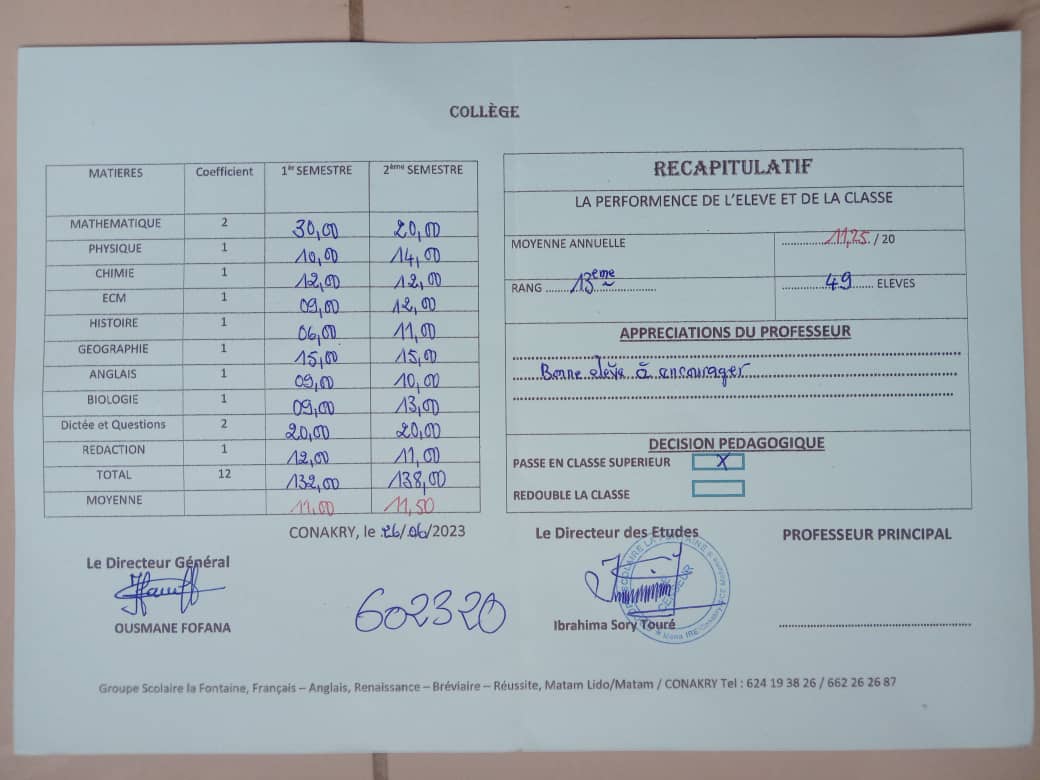 COLLÈGE
MATIERES Coefficient 1er SEMESTRE 2ème SEMESTRE
MATHEMATIQUE 2 30,00 20,00
PHYSIQUE 1 10,00 14,00
CHIMIE 1 12,00 12,00
ECM 1 09,00 12,00
HISTOIRE 1 06,00 11,00
GEOGRAPHIE 1 15,00 15,00
ANGLAIS 1 09,00 10,00
BIOLOGIE 1 09,00 13,00
Dictée et Questions 2 20,00 20,00
REDACTION 1 12,00 11,00
TOTAL 12 132,00 138,00
MOYENNE 11,00 11,50
RECAPITULATIF
LA PERFORMENCE DE L'ELEVE ET DE LA CLASSE
MOYENNE ANNUELLE 11,25 / 20
RANG 13ème 49 ELEVES
APPRECIATIONS DU PROFESSEUR
Bonne elève à encourager
DECISION PEDAGOGIQUE
PASSE EN CLASSE SUPERIEUR X
REDOUBLE LA CLASSE
CONAKRY, le 26/06/2023
Le Directeur Général
OUSMANE FOFANA
602320
Le Directeur des Etudes
Ibrahima Sory Touré
PROFESSEUR PRINCIPAL
Groupe Scolaire la Fontaine, Français – Anglais, Renaissance – Bréviaire – Réussite, Matam Lido/Matam / CONAKRY Tel : 624 19 38 26 / 662 26 26 87